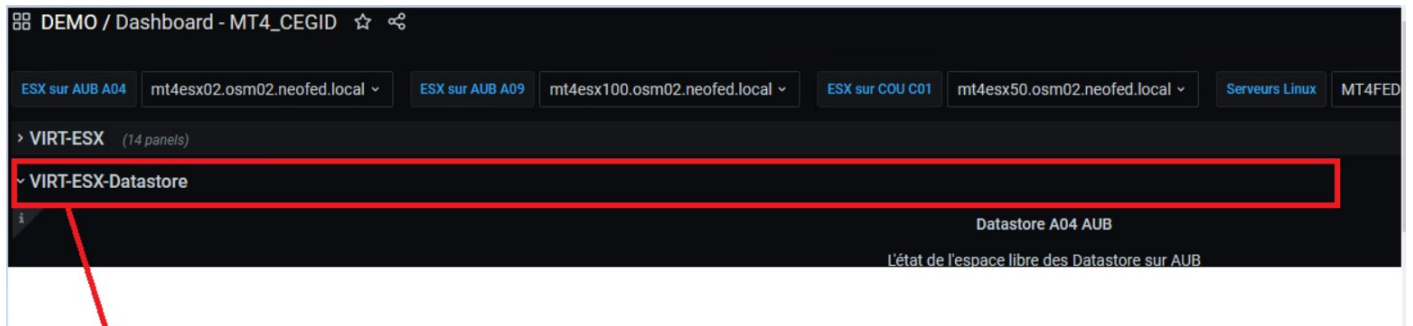 DEMO / Dashboard - MT4_CEGID
ESX sur AUB A04 mt4esx02.osm02.neofed.local ESX sur AUB A09 mt4esx100.osm02.neofed.local ESX sur COU C01 mt4esx50.osm02.neofed.local Serveurs Linux MT4FED
VIRT-ESX (14 panels)
VIRT-ESX-Datastore
i
Datastore A04 AUB
L'état de l'espace libre des Datastore sur AUB